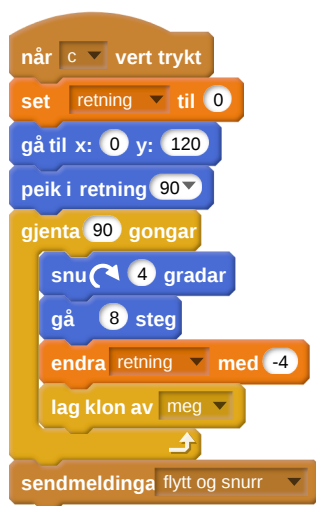 når c vert trykt
set retning til 0
gå til x: 0 y: 120
peik i retning 90
gjenta 90 gongar
snu 4 gradar
gå 8 steg
endra retning med -4
lag klon av meg
sendmeldinga flytt og snurr